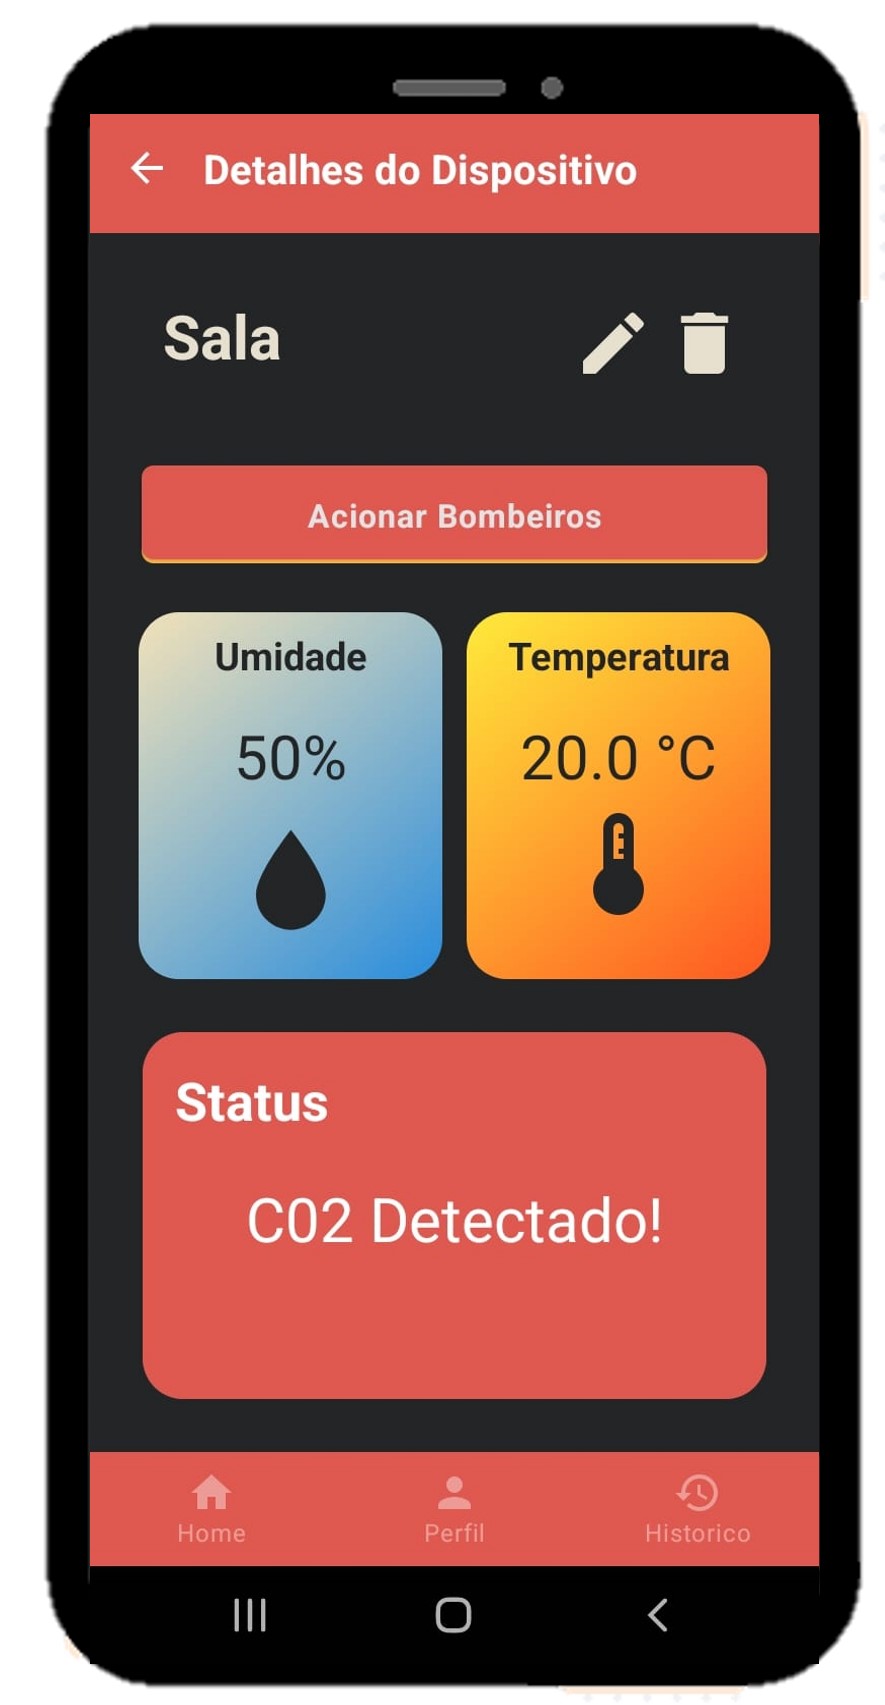 Detalhes do Dispositivo
Sala
Acionar Bombeiros
Umidade
50%
Temperatura
20.0 °C
Status
C02 Detectado!
Home
Perfil
Historico